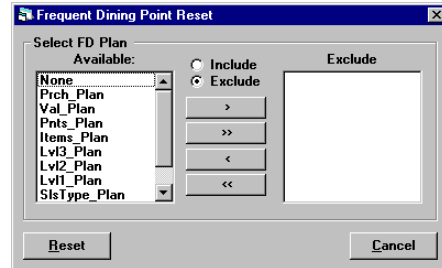 Frequent Dining Point Reset
Select FD Plan
Available:
None
Prch_Plan
Val_Plan
Pnts_Plan
Items_Plan
Lvl3_Plan
Lvl2_Plan
Lvl1_Plan
SlsType_Plan
Include
Exclude
>
>>
<
<<
Exclude
Reset
Cancel